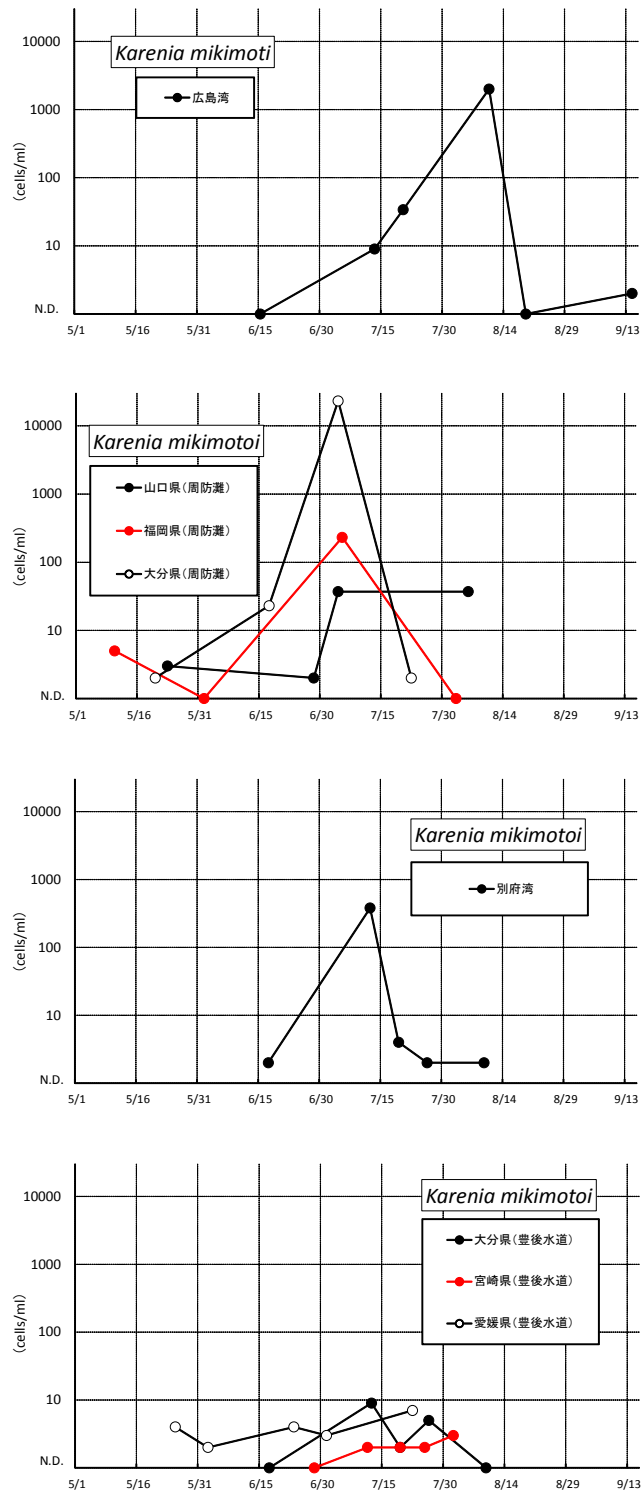 10000
Karenia mikimoti
広島湾
1000
100
10
N.D.
(cells/ml)
5/1 5/16 5/31 6/15 6/30 7/15 7/30 8/14 8/29 9/13
10000
Karenia mikimotoi
山口県(周防灘)
福岡県(周防灘)
大分県(周防灘)
1000
100
10
N.D.
(cells/ml)
5/1 5/16 5/31 6/15 6/30 7/15 7/30 8/14 8/29 9/13
10000
Karenia mikimotoi
別府湾
1000
100
10
N.D.
(cells/ml)
5/1 5/16 5/31 6/15 6/30 7/15 7/30 8/14 8/29 9/13
10000
Karenia mikimotoi
大分県(豊後水道)
宮崎県(豊後水道)
愛媛県(豊後水道)
1000
100
10
N.D.
(cells/ml)
5/1 5/16 5/31 6/15 6/30 7/15 7/30 8/14 8/29 9/13